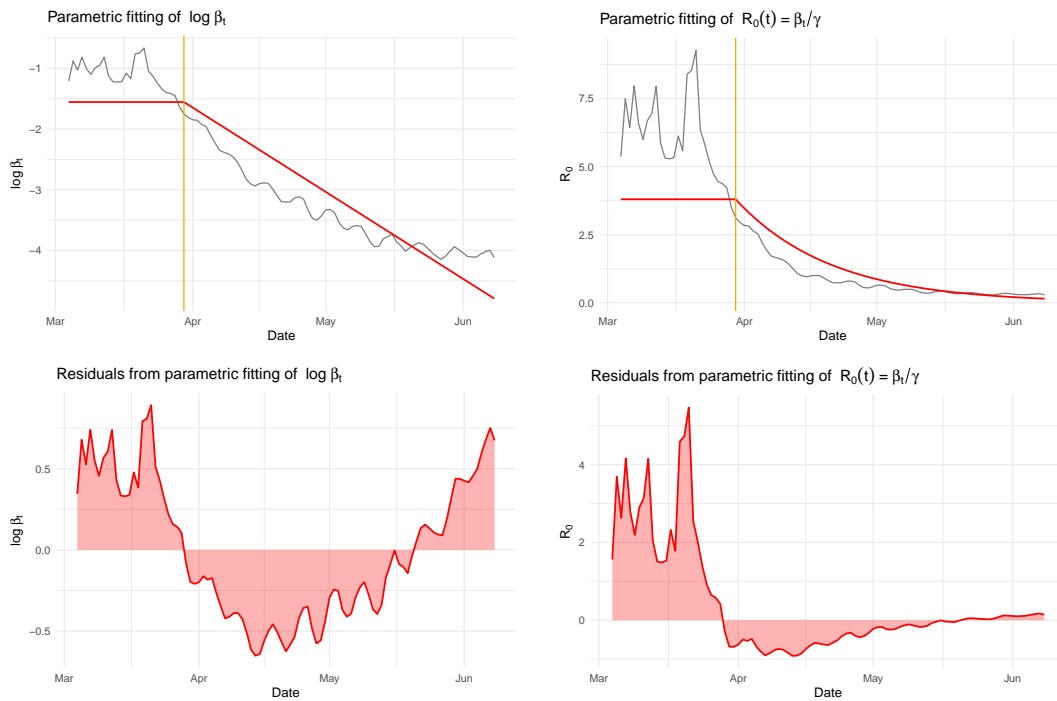 Parametric fitting of log βt
−1
−2
−3
−4
log βt
Mar
Apr
May
Jun
Date
Parametric fitting of R0(t) = βt/γ
7.5
5.0
2.5
0.0
R0
Mar
Apr
May
Jun
Date
Residuals from parametric fitting of log βt
0.5
0.0
−0.5
log βt
Mar
Apr
May
Jun
Date
Residuals from parametric fitting of R0(t) = βt/γ
4
2
0
R0
Mar
Apr
May
Jun
Date